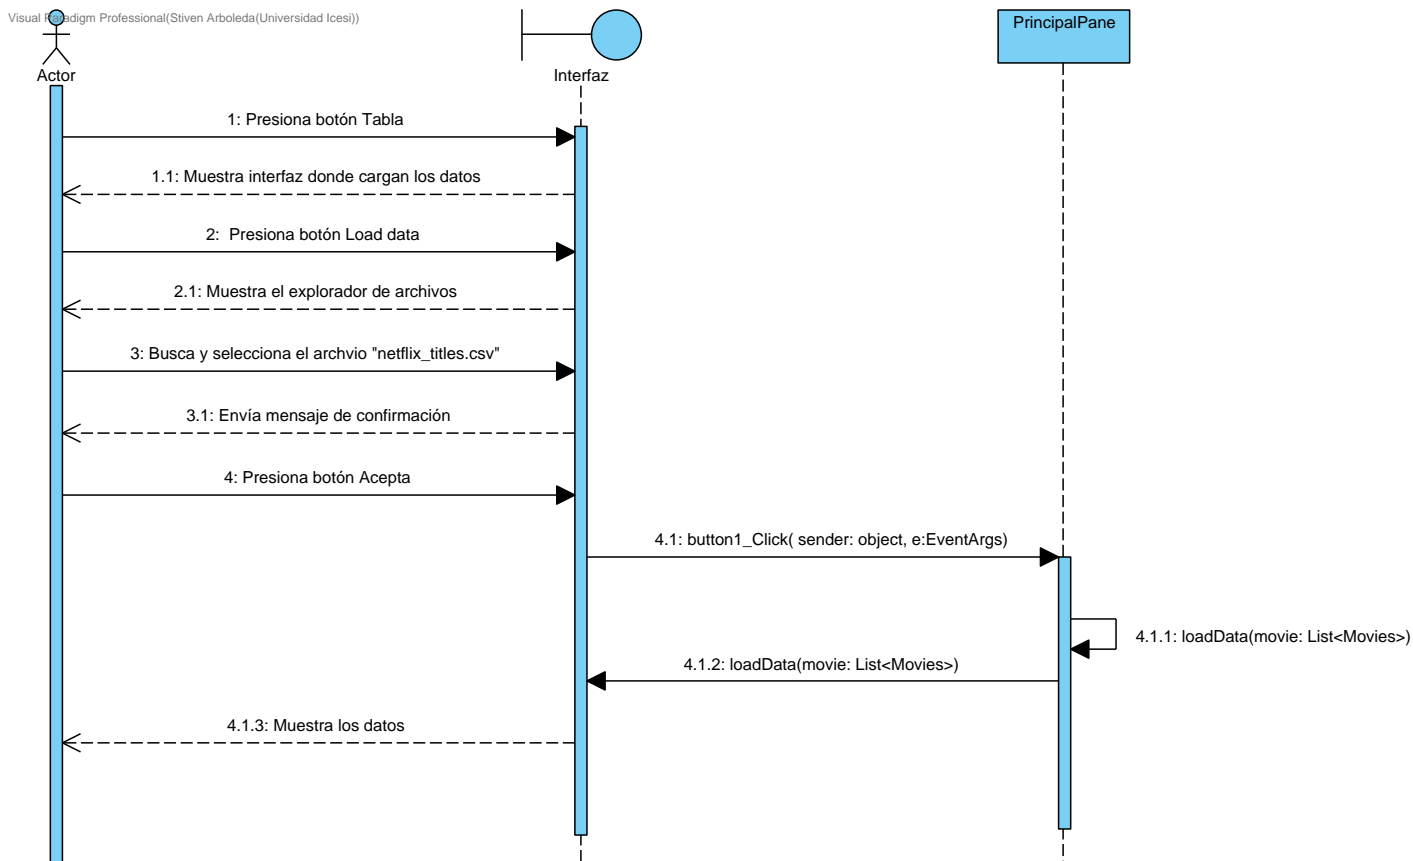 Visual Paradigm Professional(Stiven Arboleda(Universidad Icesi))
PrincipalPane
Actor
Interfaz
1: Presiona botón Tabla
1.1: Muestra interfaz donde cargan los datos
2:  Presiona botón Load data
2.1: Muestra el explorador de archivos
3: Busca y selecciona el archvio "netflix_titles.csv"
3.1: Envía mensaje de confirmación
4: Presiona botón Acepta
4.1: button1_Click( sender: object, e:EventArgs)
4.1.1: loadData(movie: List<Movies>)
4.1.2: loadData(movie: List<Movies>)
4.1.3: Muestra los datos